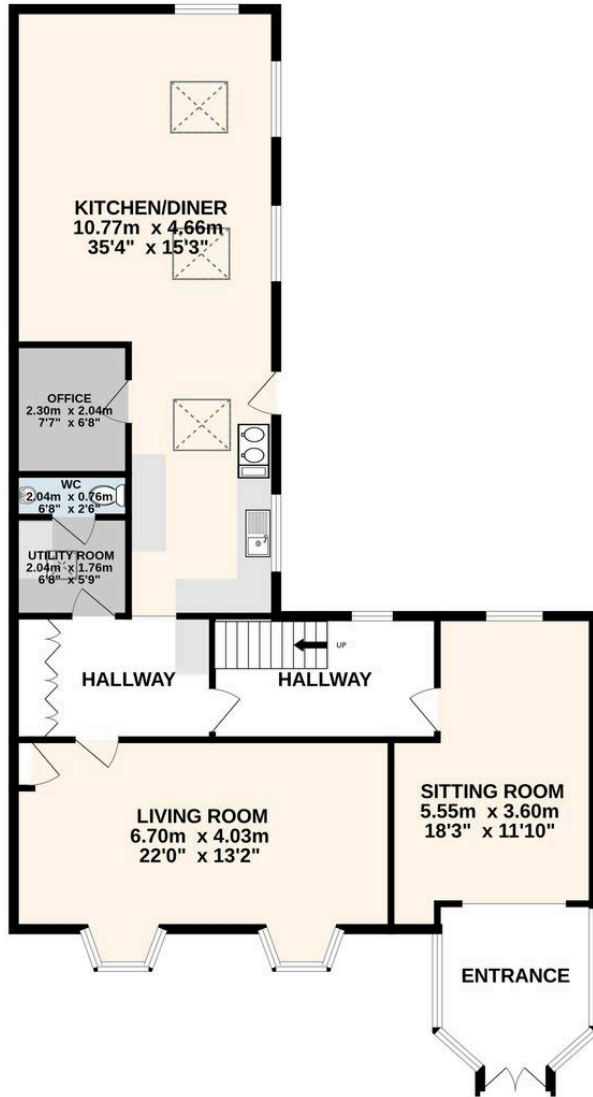 KITCHEN/DINER
10.77m x 4.66m
35'4" x 15'3"
OFFICE
2.30m x 2.04m
7'7" x 6'8"
WC
2.04m x 0.76m
6'8" x 2'6"
UTILITY ROOM
2.04m x 1.76m
6'8" x 5'9"
HALLWAY
UP
HALLWAY
LIVING ROOM
6.70m x 4.03m
22'0" x 13'2"
SITTING ROOM
5.55m x 3.60m
18'3" x 11'10"
ENTRANCE